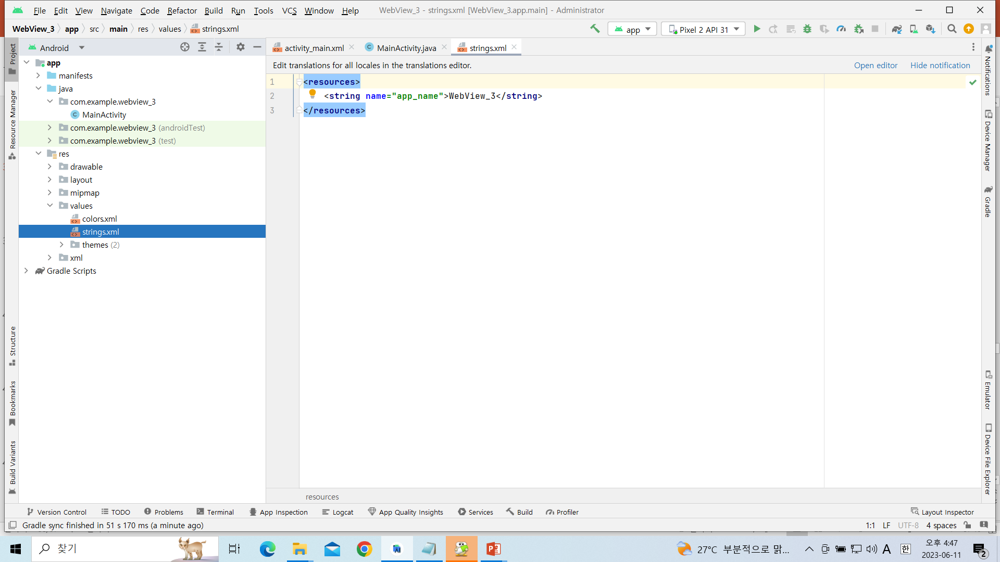 File Edit View Navigate Code Refactor Build Run Tools VCS Window Help WebView_3 - strings.xml [WebView_3.app.main] - Administrator
WebView_3 app src main res values strings.xml app Pixel 2 API 31
Android
activity_main.xml MainActivity.java strings.xml
Edit translations for all locales in the translations editor. Open editor Hide notification
app
manifests
java
com.example.webview_3
MainActivity
com.example.webview_3 (androidTest)
com.example.webview_3 (test)
res
drawable
layout
mipmap
values
colors.xml
strings.xml
themes (2)
xml
Gradle Scripts
1 <resources>
2 <string name="app_name">WebView_3</string>
3 </resources>
resources
Project
Resource Manager
Structure
Bookmarks
Build Variants
Notifications
Device Manager
Gradle
Emulator
Device File Explorer
Version Control TODO Problems Terminal App Inspection Logcat App Quality Insights Services Build Profiler Layout Inspector
Gradle sync finished in 51 s 170 ms (a minute ago) 1:1 LF UTF-8 4 spaces
찾기
27°C 부분적으로 맑... A 한 오후 4:47
2023-06-11 2